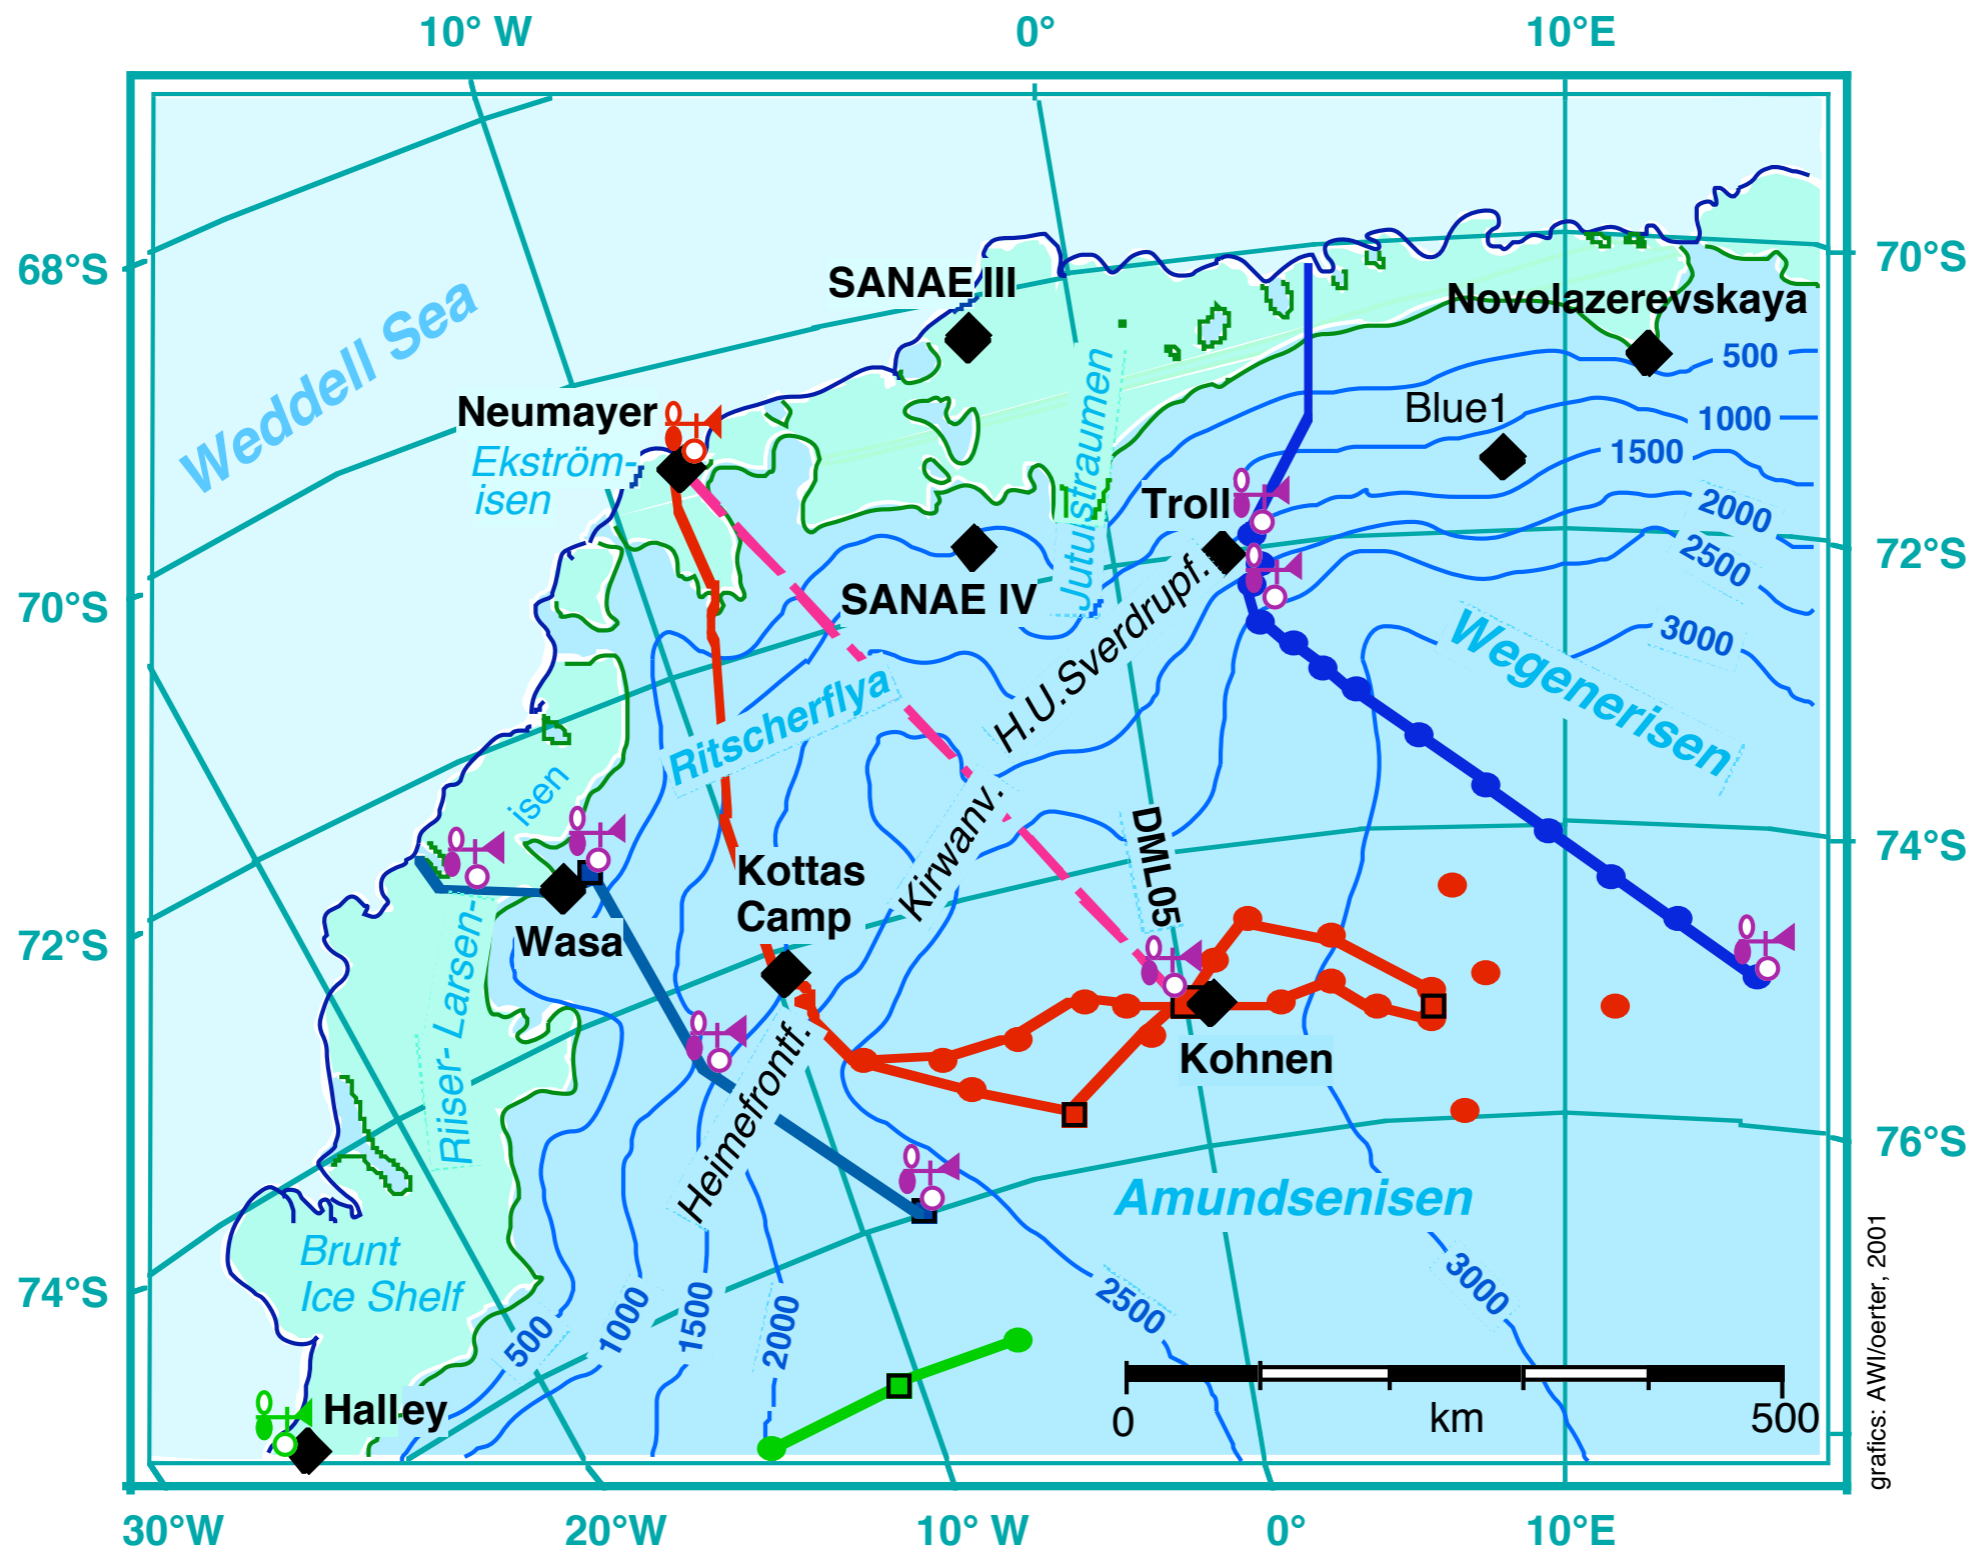 10° W
0°
10°E
68°S
70°S
72°S
74°S
70°S
72°S
74°S
76°S
Weddell Sea
SANAE III
Novolazerevskaya
500
1000
1500
2000
2500
3000
Blue1
Neumayer
Ekström-
isen
Jutulstraumen
Troll
SANAE IV
H.U.Sverdrupf.
Wegenerisen
Ritscherflya
isen
Riiser-Larsen-
Kirwanv.
DML05
Kottas
Camp
Wasa
Heimefrontf.
Kohnen
Amundsenisen
Brunt
Ice Shelf
500
1000
1500
2000
2500
3000
Halley
0
km
500
grafics: AWI/oerter, 2001
30°W
20°W
10° W
0°
10°E